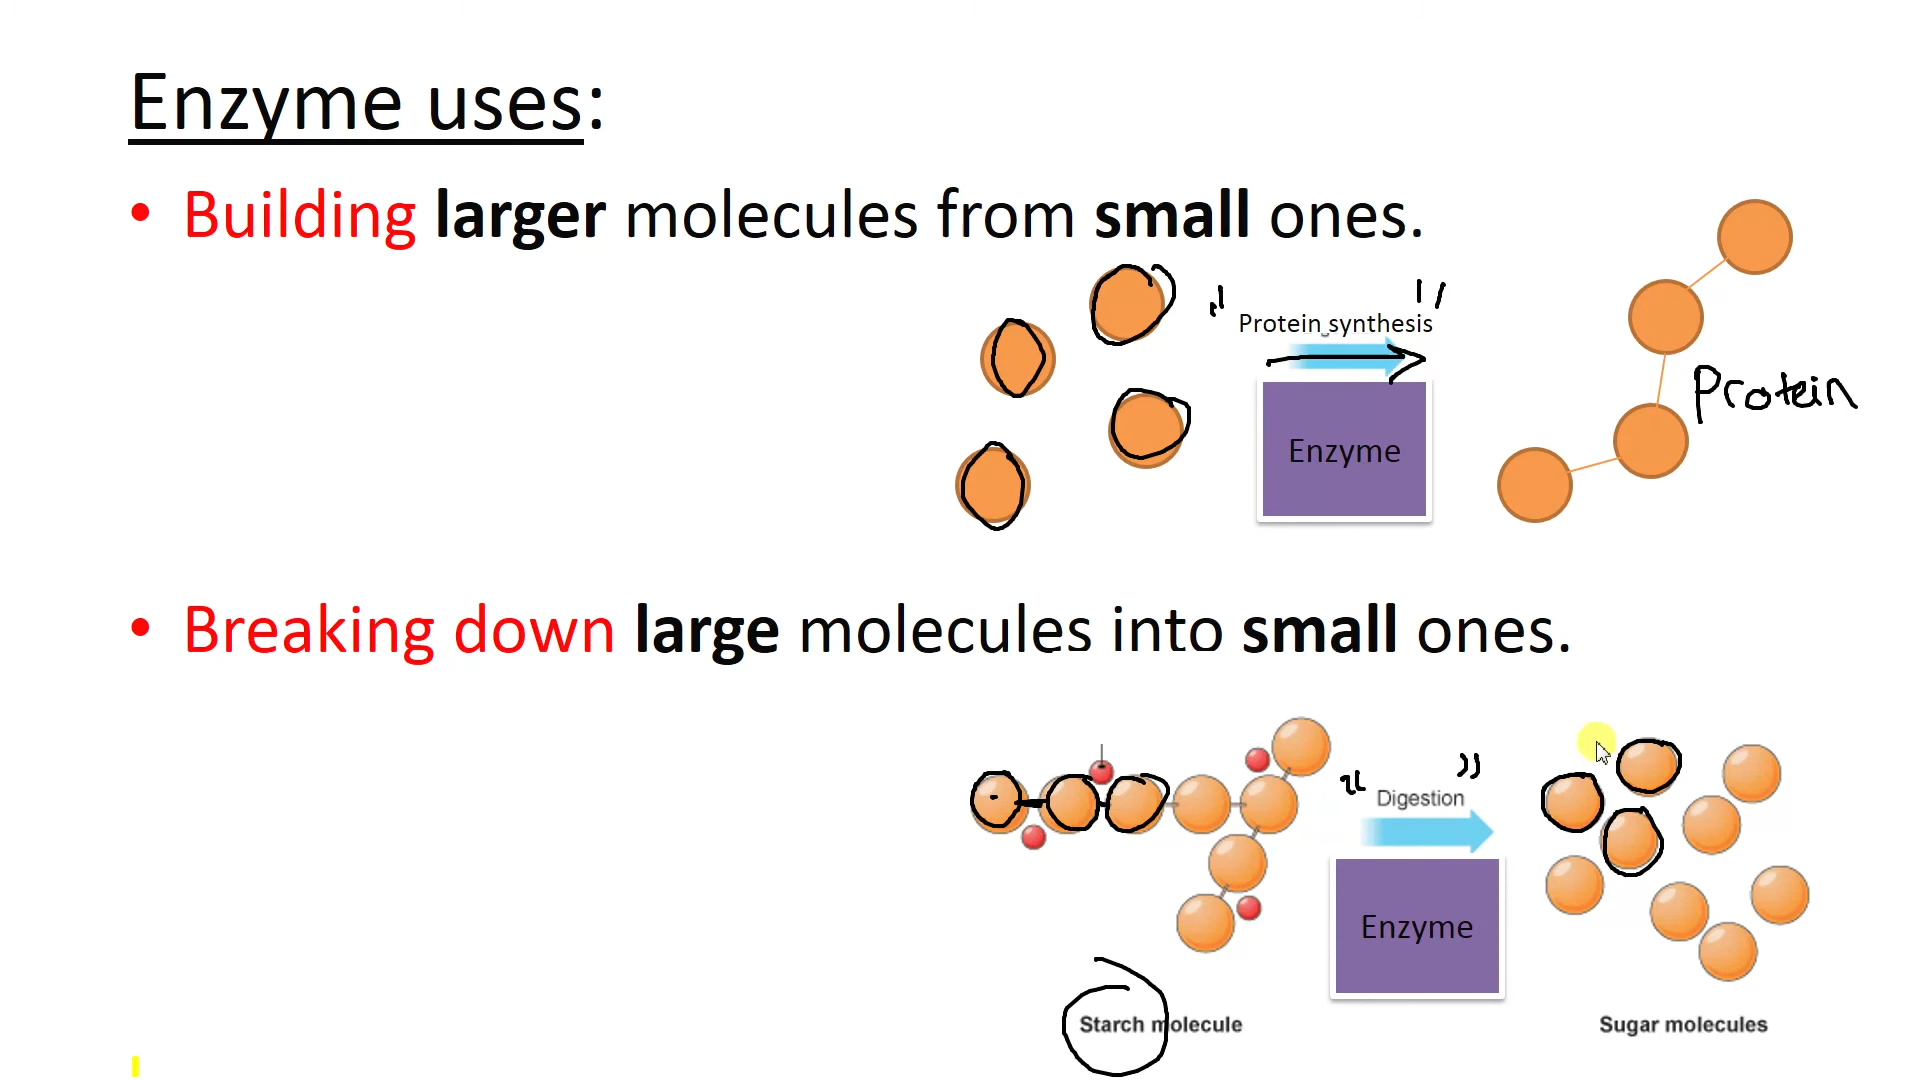 Enzyme uses:
• Building larger molecules from small ones.
" Protein synthesis "
Enzyme
Protein
• Breaking down large molecules into small ones.
" Digestion "
Enzyme
Starch molecule
Sugar molecules